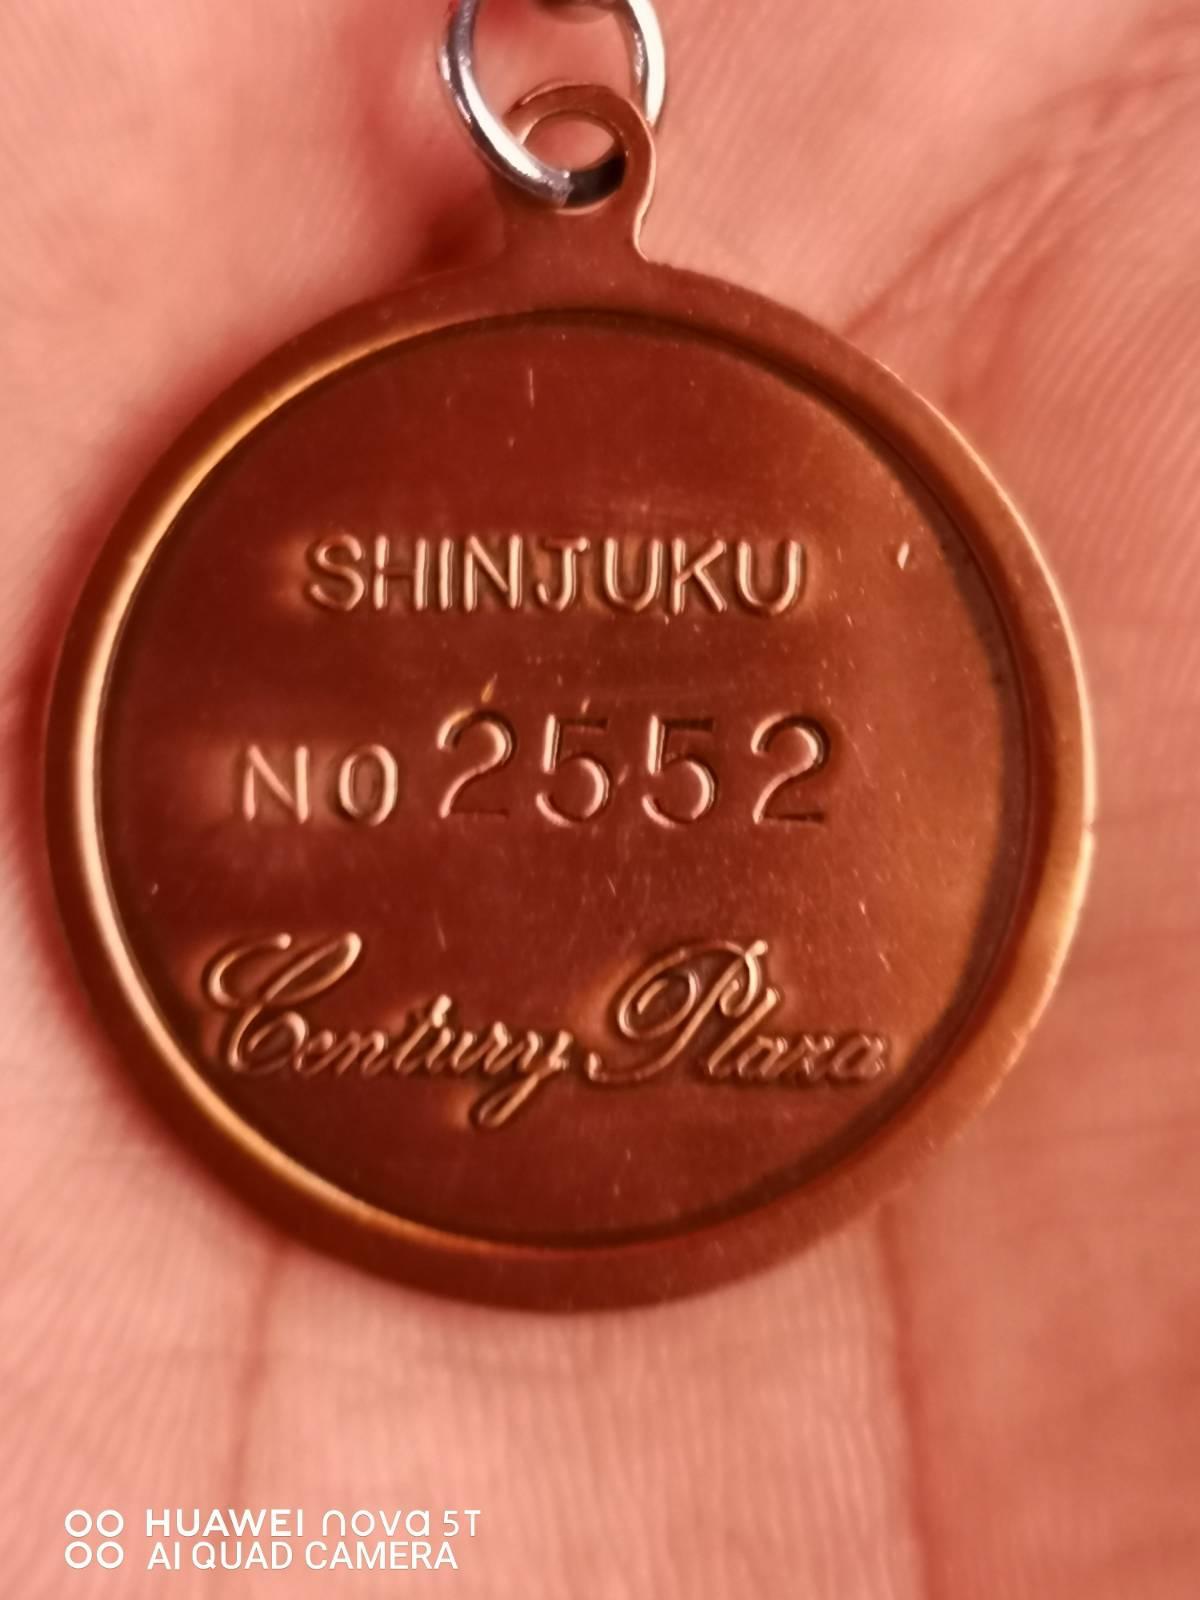 SHINJUKU
NO 2552
Century Plaza
HUAWEI nova 5T
AI QUAD CAMERA